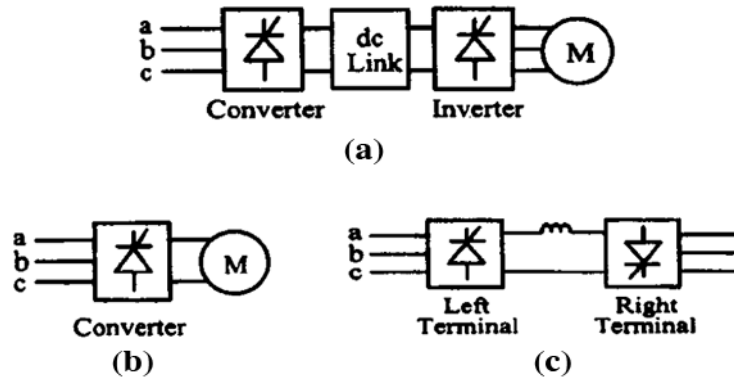 a
b
c
dc
Link
M
Converter
Inverter
(a)
a
b
c
M
Converter
(b)
a
b
c
Left
Terminal
Right
Terminal
(c)